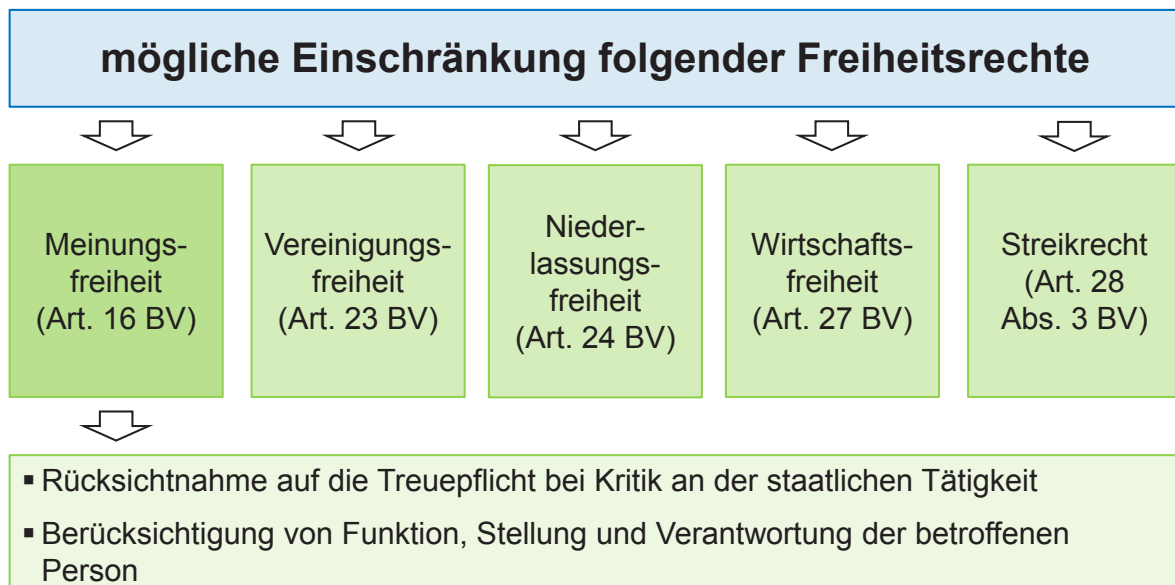 mögliche Einschränkung folgender Freiheitsrechte
Meinungs-
freiheit
(Art. 16 BV)
Vereinigungs-
freiheit
(Art. 23 BV)
Nieder-
lassungs-
freiheit
(Art. 24 BV)
Wirtschafts-
freiheit
(Art. 27 BV)
Streikrecht
(Art. 28
Abs. 3 BV)
▪ Rücksichtnahme auf die Treuepflicht bei Kritik an der staatlichen Tätigkeit
▪ Berücksichtigung von Funktion, Stellung und Verantwortung der betroffenen
Person